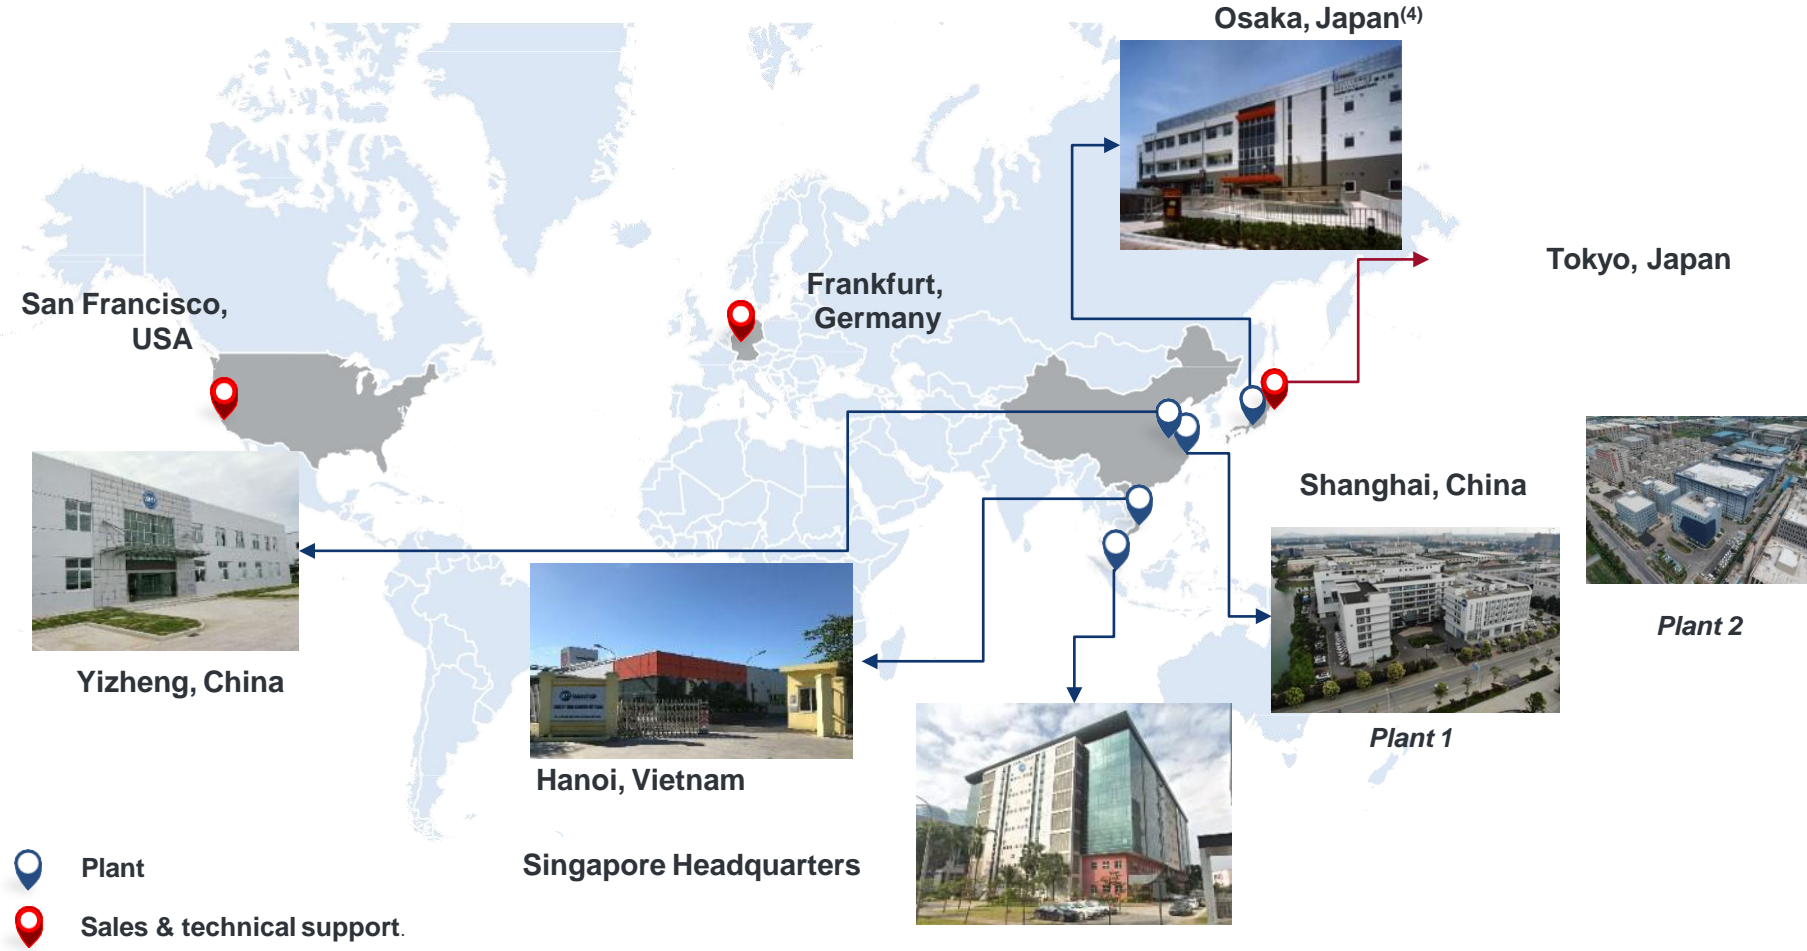 Osaka, Japan(4)
Tokyo, Japan
Frankfurt,
Germany
San Francisco,
USA
Shanghai, China
Plant 2
Yizheng, China
Plant 1
Hanoi, Vietnam
Singapore Headquarters
Plant
Sales & technical support.